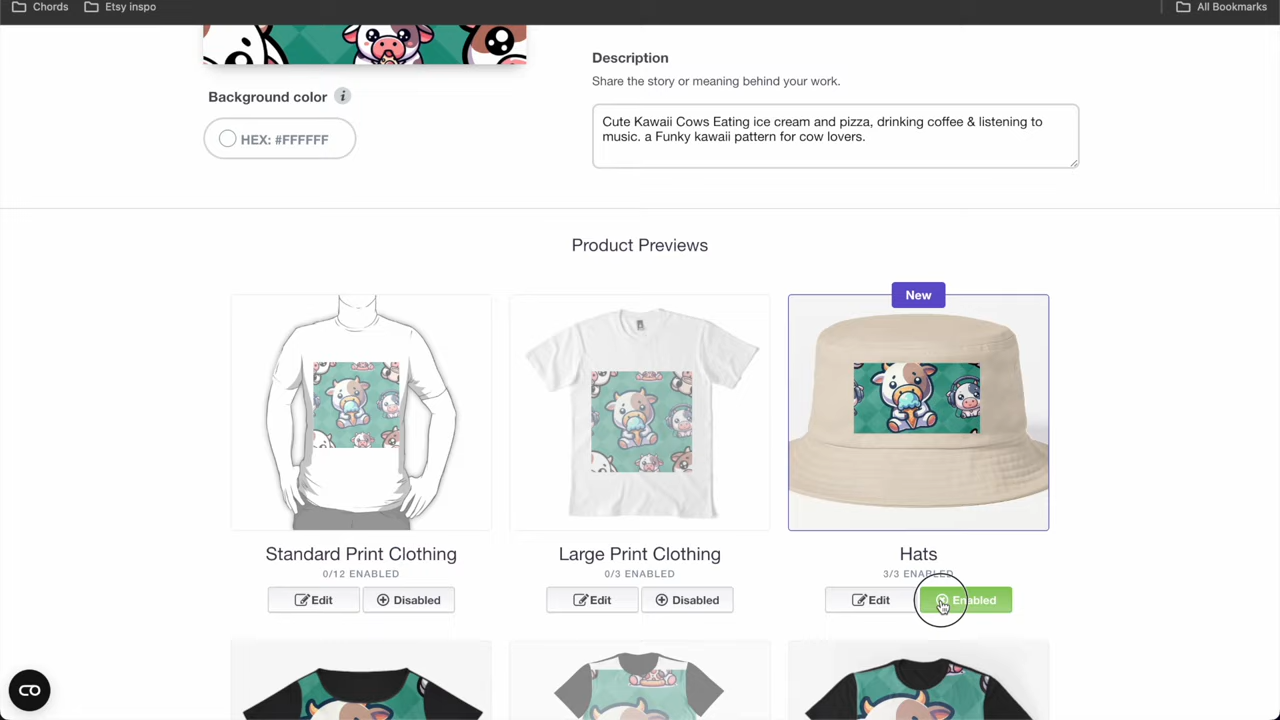 Chords
Etsy inspo
All Bookmarks
Description
Share the story or meaning behind your work.
Background color i
HEX: #FFFFFF
Cute Kawaii Cows Eating ice cream and pizza, drinking coffee & listening to
music. a Funky kawaii pattern for cow lovers.
Product Previews
New
Standard Print Clothing
0/12 ENABLED
Edit
Disabled
Large Print Clothing
0/3 ENABLED
Edit
Disabled
Hats
3/3 ENABLED
Edit
Enabled